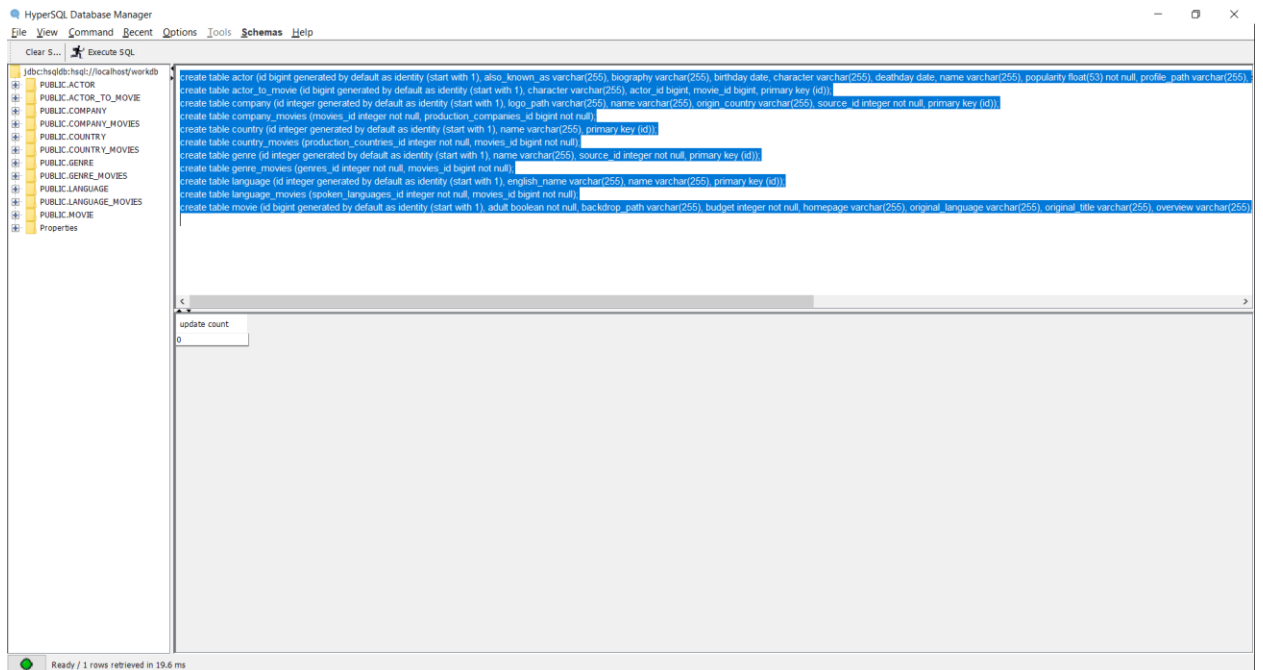 HyperSQL Database Manager
File View Command Recent Options Tools Schemas Help
Clear S... Execute SQL
jdbc:hsqldb:hsql://localhost/workdb
PUBLIC.ACTOR
PUBLIC.ACTOR_TO_MOVIE
PUBLIC.COMPANY
PUBLIC.COMPANY_MOVIES
PUBLIC.COUNTRY
PUBLIC.COUNTRY_MOVIES
PUBLIC.GENRE
PUBLIC.GENRE_MOVIES
PUBLIC.LANGUAGE
PUBLIC.LANGUAGE_MOVIES
PUBLIC.MOVIE
Properties
create table actor (id bigint generated by default as identity (start with 1), also_known_as varchar(255), biography varchar(255), birthday date, character varchar(255), deathday date, name varchar(255), popularity float(53) not null, profile_path varchar(255),
create table actor_to_movie (id bigint generated by default as identity (start with 1), character varchar(255), actor_id bigint, movie_id bigint, primary key (id));
create table company (id integer generated by default as identity (start with 1), logo_path varchar(255), name varchar(255), origin_country varchar(255), source_id integer not null, primary key (id));
create table company_movies (movies_id integer not null, production_companies_id bigint not null);
create table country (id integer generated by default as identity (start with 1), name varchar(255), primary key (id));
create table country_movies (production_countries_id integer not null, movies_id bigint not null);
create table genre (id integer generated by default as identity (start with 1), name varchar(255), source_id integer not null, primary key (id));
create table genre_movies (genres_id integer not null, movies_id bigint not null);
create table language (id integer generated by default as identity (start with 1), english_name varchar(255), name varchar(255), primary key (id));
create table language_movies (spoken_languages_id integer not null, movies_id bigint not null);
create table movie (id bigint generated by default as identity (start with 1), adult boolean not null, backdrop_path varchar(255), budget integer not null, homepage varchar(255), original_language varchar(255), original_title varchar(255), overview varchar(255),
update count
0
Ready / 1 rows retrieved in 19.6 ms